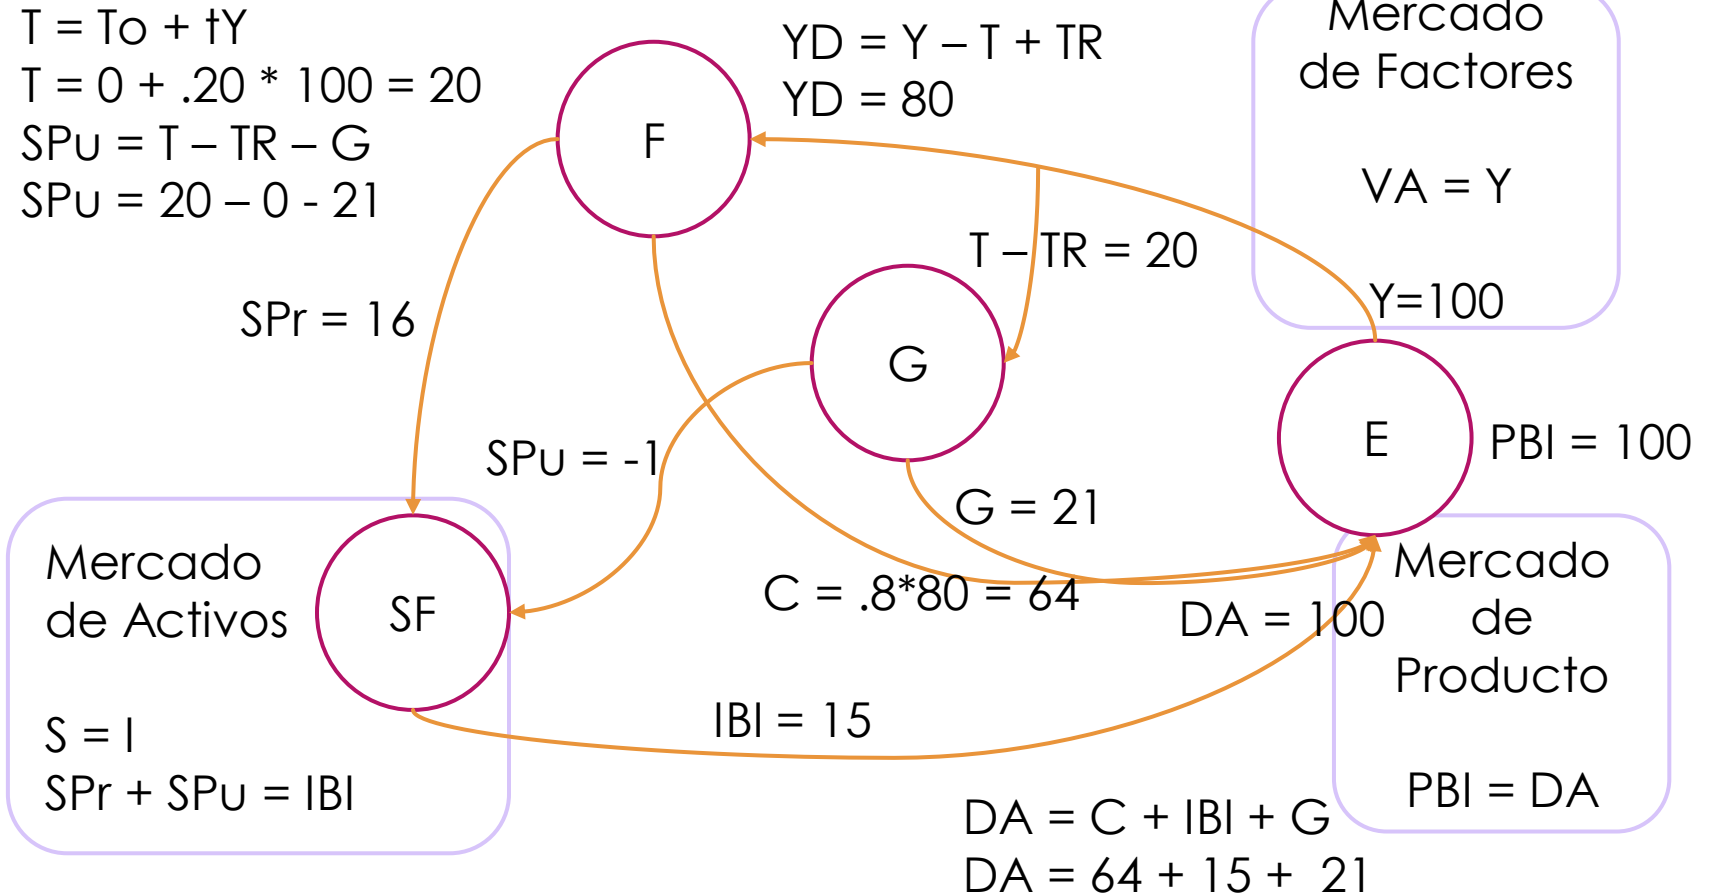 T = To + tY
T = 0 + .20 * 100 = 20
SPu = T – TR – G
SPu = 20 – 0 - 21
F
YD = Y – T + TR
YD = 80
Mercado
de Factores
VA = Y
Y=100
T – TR = 20
SPr = 16
G
E
PBI = 100
SPu = -1
G = 21
Mercado
de Activos
SF
S = I
SPr + SPu = IBI
C = .8*80 = 64
DA = 100
Mercado
de
Producto
PBI = DA
IBI = 15
DA = C + IBI + G
DA = 64 + 15 + 21